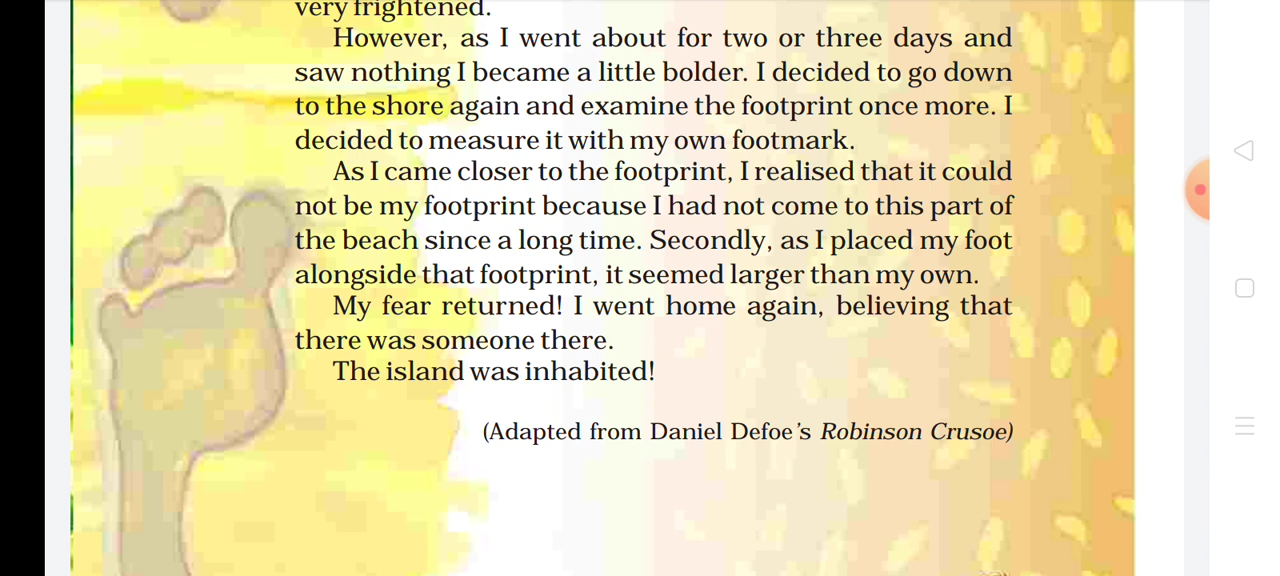 very frightened.
However, as I went about for two or three days and
saw nothing I became a little bolder. I decided to go down
to the shore again and examine the footprint once more. I
decided to measure it with my own footmark.
As I came closer to the footprint, I realised that it could
not be my footprint because I had not come to this part of
the beach since a long time. Secondly, as I placed my foot
alongside that footprint, it seemed larger than my own.
My fear returned! I went home again, believing that
there was someone there.
The island was inhabited!
(Adapted from Daniel Defoe's Robinson Crusoe)